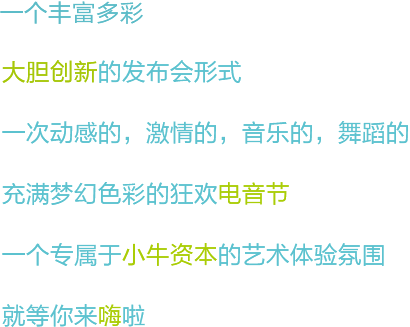 一个丰富多彩
大胆创新的发布会形式
一次动感的，激情的，音乐的，舞蹈的
充满梦幻色彩的狂欢电音节
一个专属于小牛资本的艺术体验氛围
就等你来嗨啦